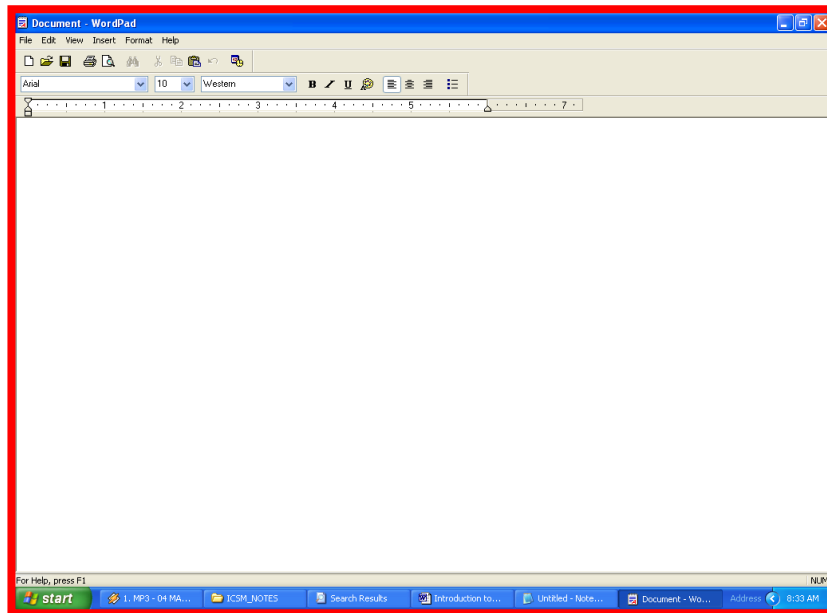 Document - WordPad
File Edit View Insert Format Help
Arial 10 Western B / U
1 2 3 4 5 7
For Help, press F1 NUM
start 1. MP3 - 04 MA... ICSM_NOTES Search Results Introduction to... Untitled - Note... Document - Wo... Address 8:33 AM